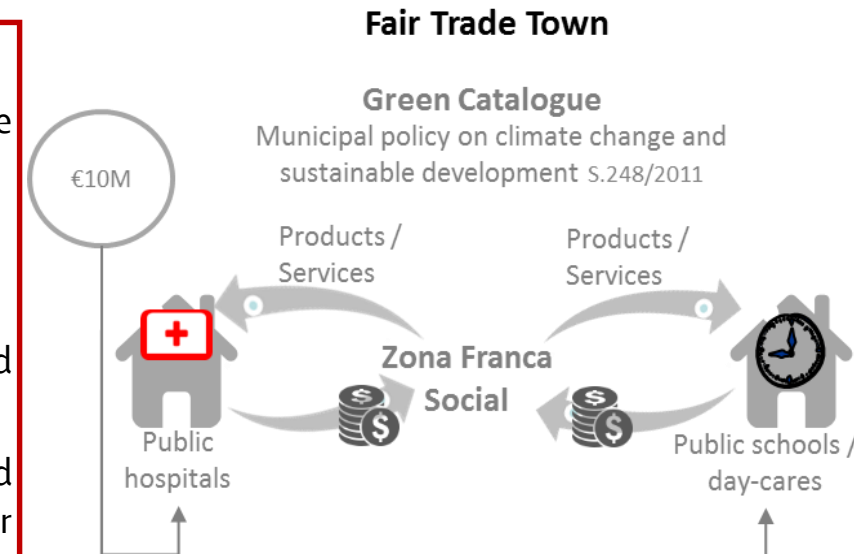 Fair Trade Town
Green Catalogue
Municipal policy on climate change and
sustainable development S.248/2011
€10M
Products /
Services
Products /
Services
Zona Franca
Social
Public
hospitals
Public schools /
day-cares